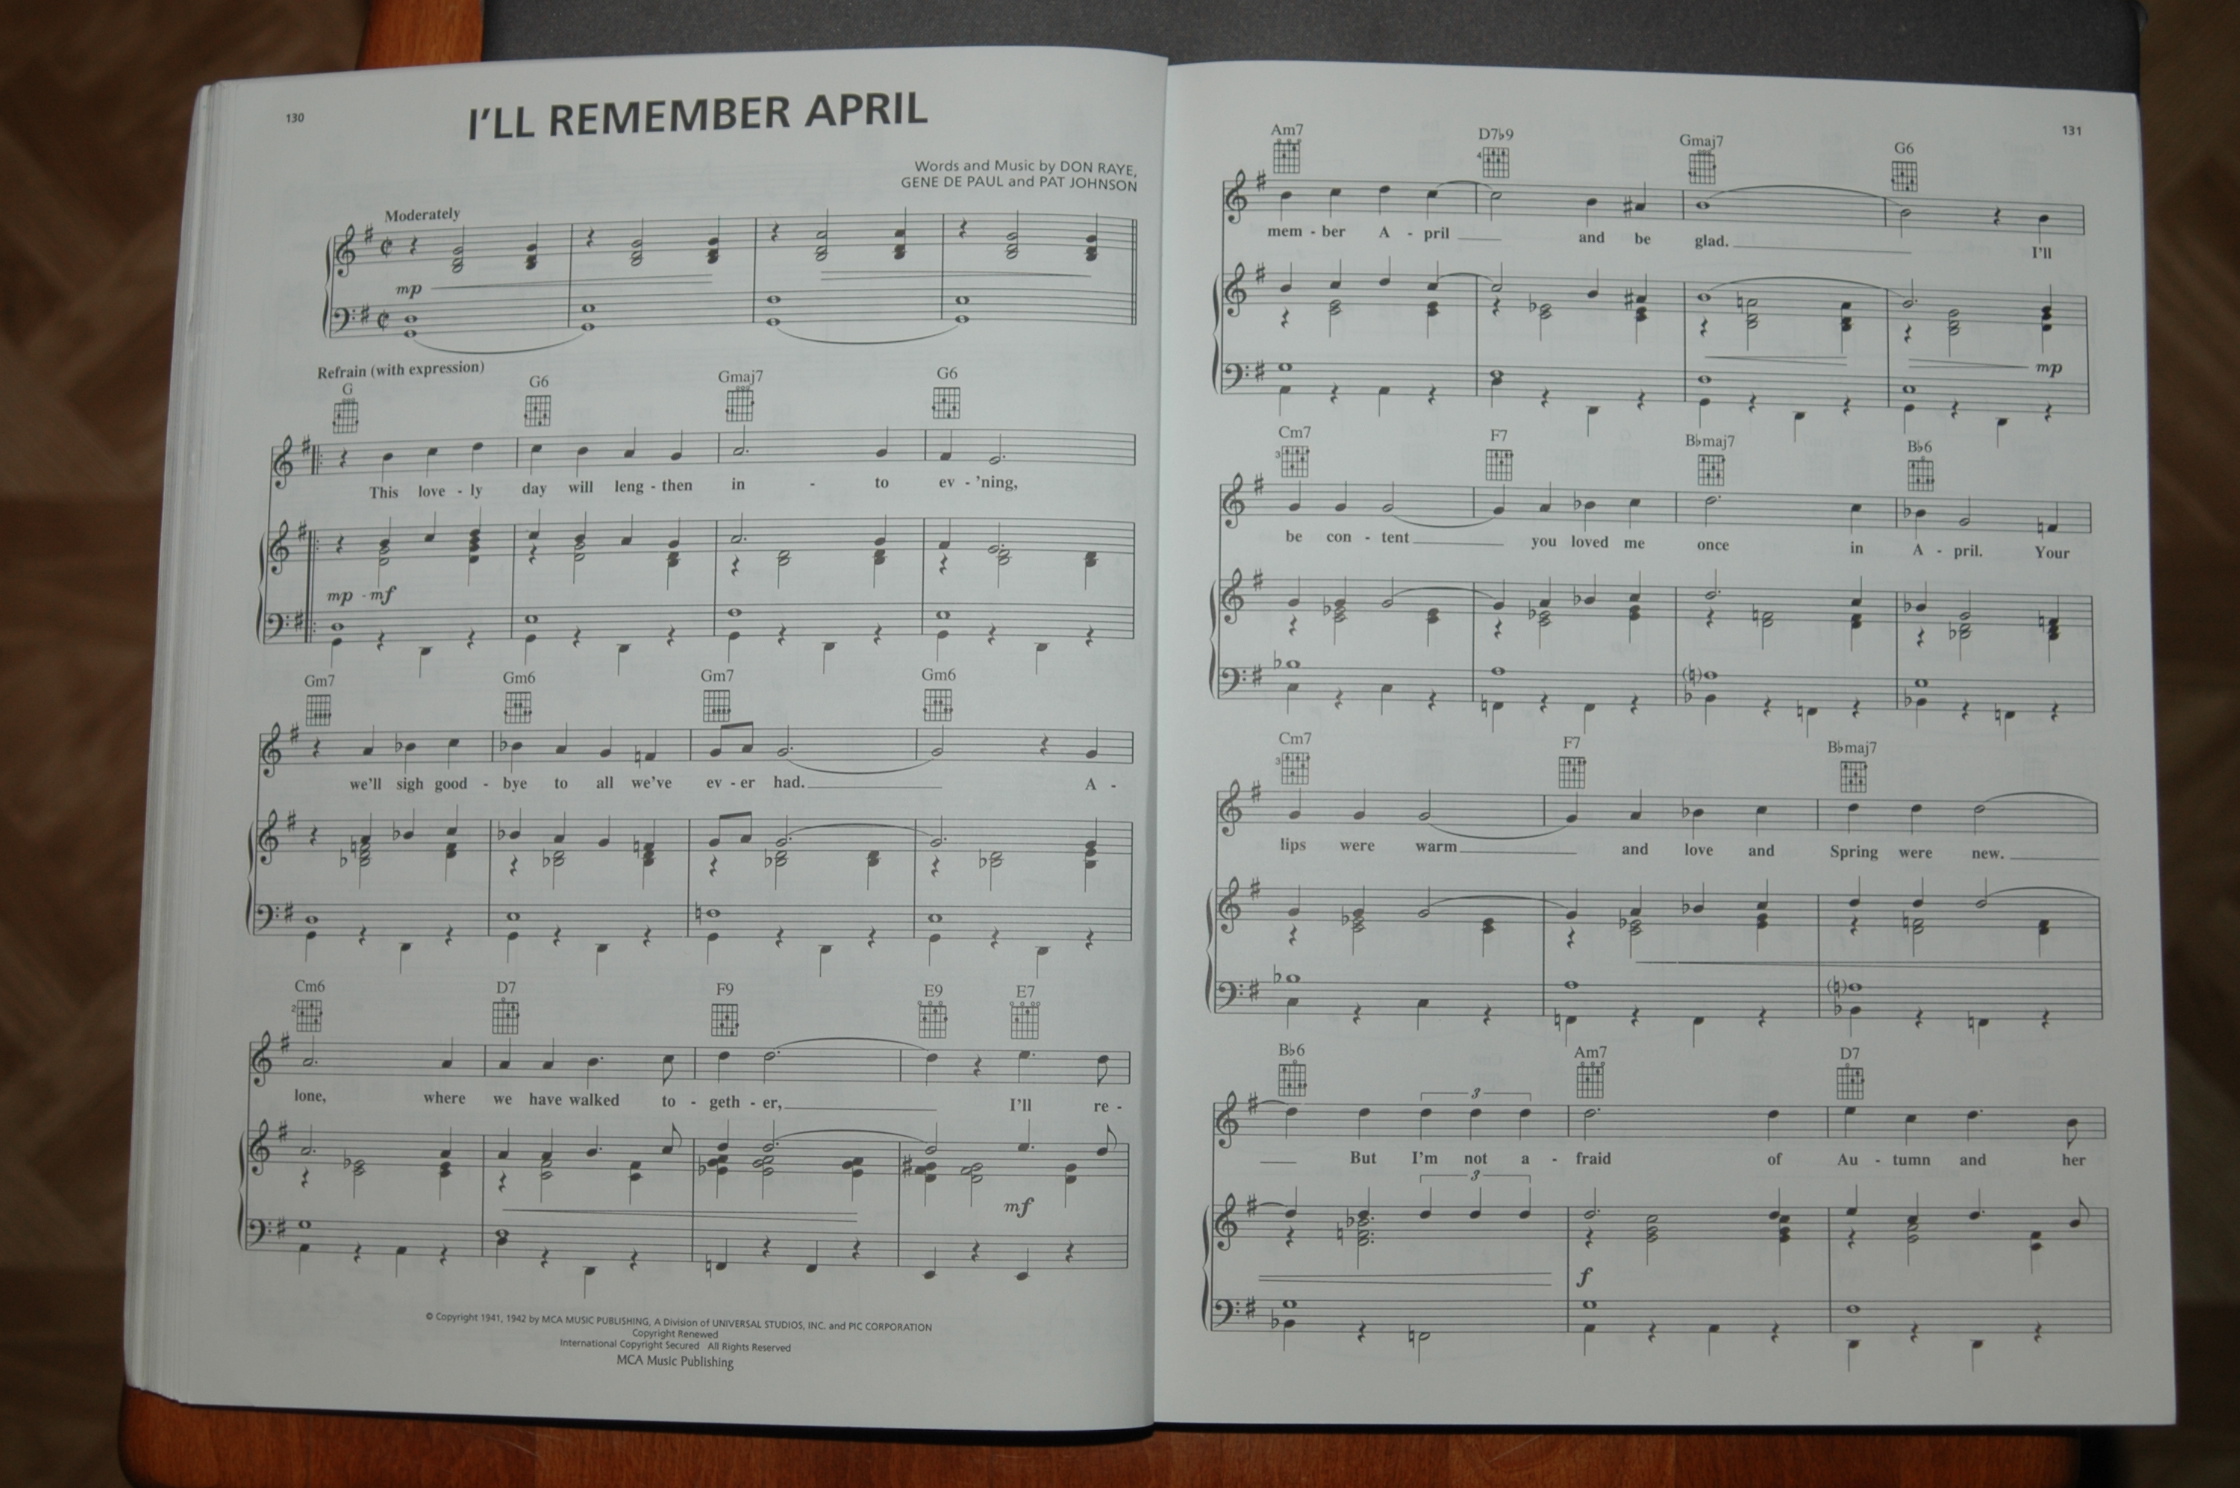 130
I'LL REMEMBER APRIL
Words and Music by DON RAYE,
GENE DE PAUL and PAT JOHNSON
Moderately
mp
Refrain (with expression)
G G6 Gmaj7 G6
This love - ly day will leng - then in - to ev - 'ning,
mp - mf
Gm7 Gm6 Gm7 Gm6
we'll sigh good - bye to all we've ev - er had. A -
Cm6 D7 F9 E9 E7
lone, where we have walked to - geth - er, I'll re -
mf
© Copyright 1941, 1942 by MCA MUSIC PUBLISHING, A Division of UNIVERSAL STUDIOS, INC. and PIC CORPORATION
Copyright Renewed
International Copyright Secured All Rights Reserved
MCA Music Publishing
131
Am7 D7♭9 Gmaj7 G6
mem - ber A - pril and be glad. I'll
mp
Cm7 F7 B♭maj7 B♭6
be con - tent you loved me once in A - pril. Your
Cm7 F7 B♭maj7
lips were warm and love and Spring were new.
B♭6 Am7 D7
3
But I'm not a - fraid of Au - tumn and her
3
f